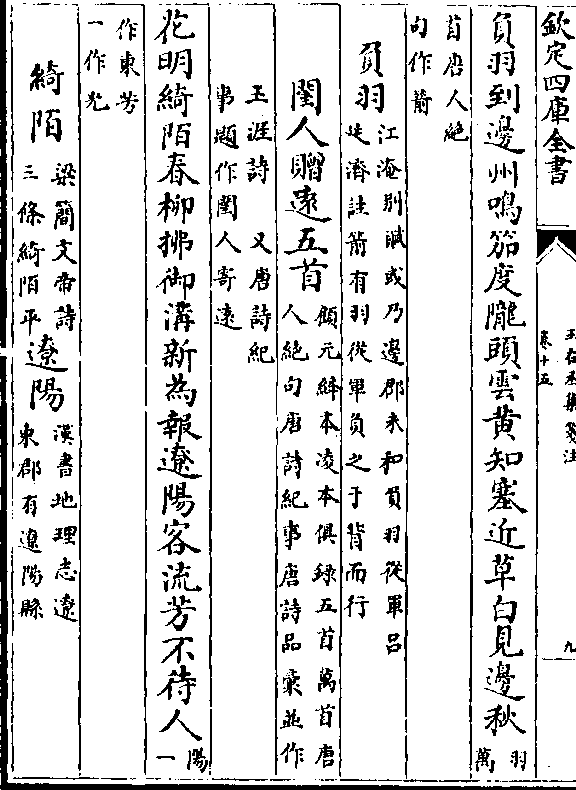 欽定四庫全書
王右丞集箋注
卷十五
九
負羽到邊州鳴笳度隴頭雲黃知塞近草白見邊秋羽萬
首唐人絶
句作箭
負羽江淹別賦或乃邊郡未和負羽從軍呂
延濟註箭有羽從軍負之于背而行
閨人贈遠五首顧元緯本凌本俱録五首萬首唐
人絶句唐詩紀事唐詩品彙並作
王涯詩 又唐詩紀
事題作閨人寄遠
花明綺陌春柳拂御溝新為報遼陽客流芳不待人陽一
作東芳
一作光
綺陌梁簡文帝詩
三條綺陌平
遼陽漢書地理志遼
東郡有遼陽縣